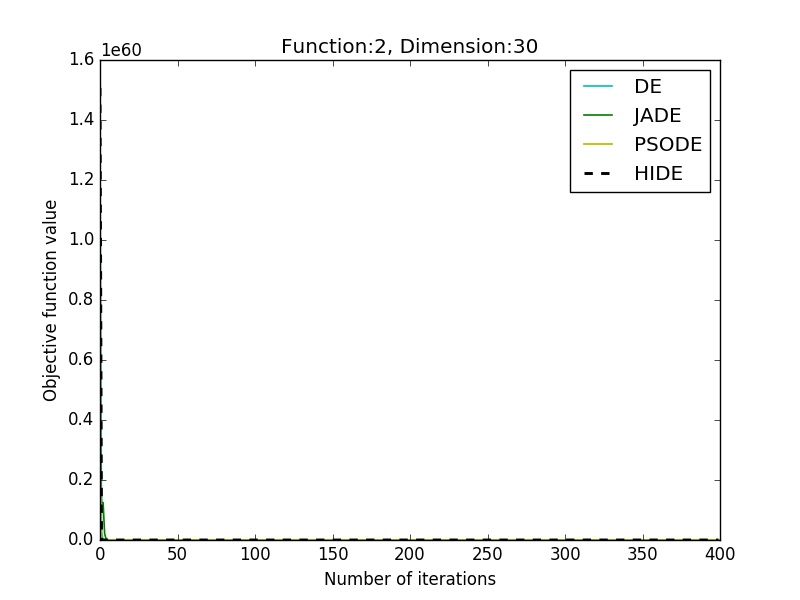 Function:2, Dimension:30
1e60
1.6
1.4
1.2
1.0
0.8
0.6
0.4
0.2
0.0
Objective function value
DE
JADE
PSODE
HIDE
0 50 100 150 200 250 300 350 400
Number of iterations